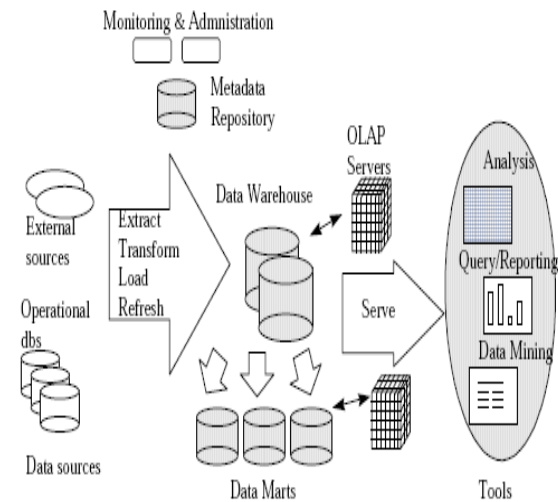 Monitoring & Admnistration
Metadata
Repository
OLAP
Servers
Analysis
Data Warehouse
External
sources
Extract
Transform
Load
Refresh
Query/Reporting
Operational
dbs
Serve
Data Mining
Data sources
Data Marts
Tools